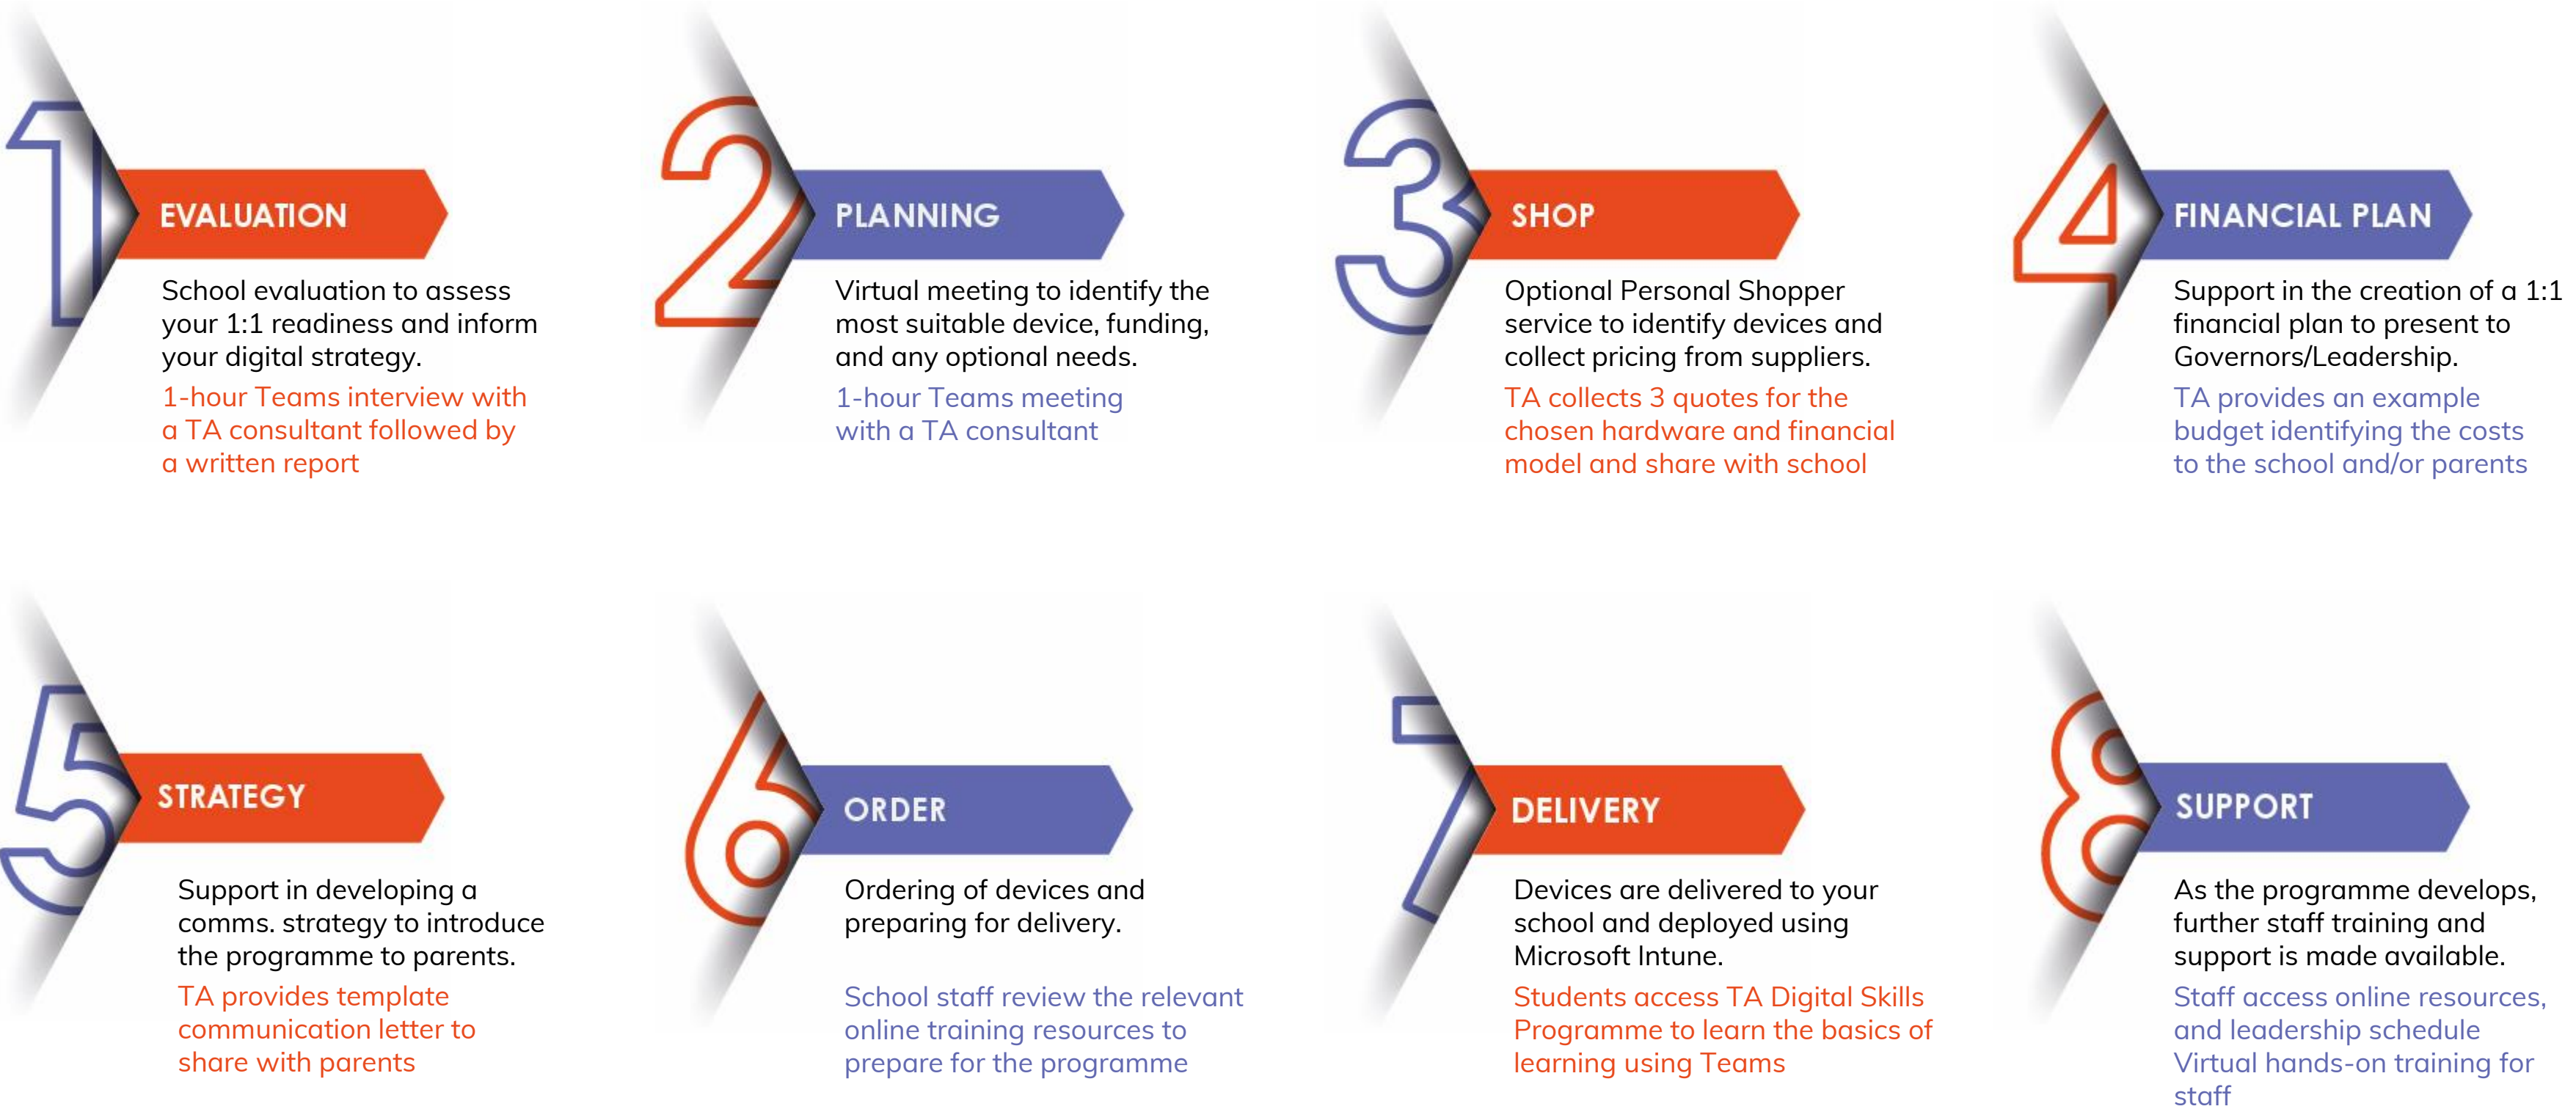 1
EVALUATION
School evaluation to assess
your 1:1 readiness and inform
your digital strategy.
1-hour Teams interview with
a TA consultant followed by
a written report
2
PLANNING
Virtual meeting to identify the
most suitable device, funding,
and any optional needs.
1-hour Teams meeting
with a TA consultant
3
SHOP
Optional Personal Shopper
service to identify devices and
collect pricing from suppliers.
TA collects 3 quotes for the
chosen hardware and financial
model and share with school
4
FINANCIAL PLAN
Support in the creation of a 1:1
financial plan to present to
Governors/Leadership.
TA provides an example
budget identifying the costs
to the school and/or parents
5
STRATEGY
Support in developing a
comms. strategy to introduce
the programme to parents.
TA provides template
communication letter to
share with parents
6
ORDER
Ordering of devices and
preparing for delivery.
School staff review the relevant
online training resources to
prepare for the programme
7
DELIVERY
Devices are delivered to your
school and deployed using
Microsoft Intune.
Students access TA Digital Skills
Programme to learn the basics of
learning using Teams
8
SUPPORT
As the programme develops,
further staff training and
support is made available.
Staff access online resources,
and leadership schedule
Virtual hands-on training for
staff